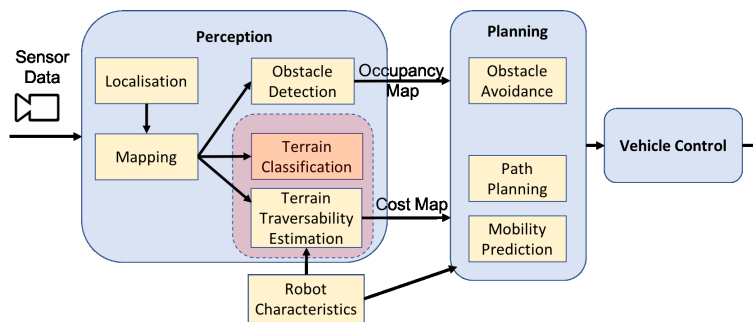 Sensor
Data
Perception
Localisation
Mapping
Obstacle
Detection
Terrain
Classification
Terrain
Traversability
Estimation
Robot
Characteristics
Occupancy
Map
Cost Map
Planning
Obstacle
Avoidance
Path
Planning
Mobility
Prediction
Vehicle Control